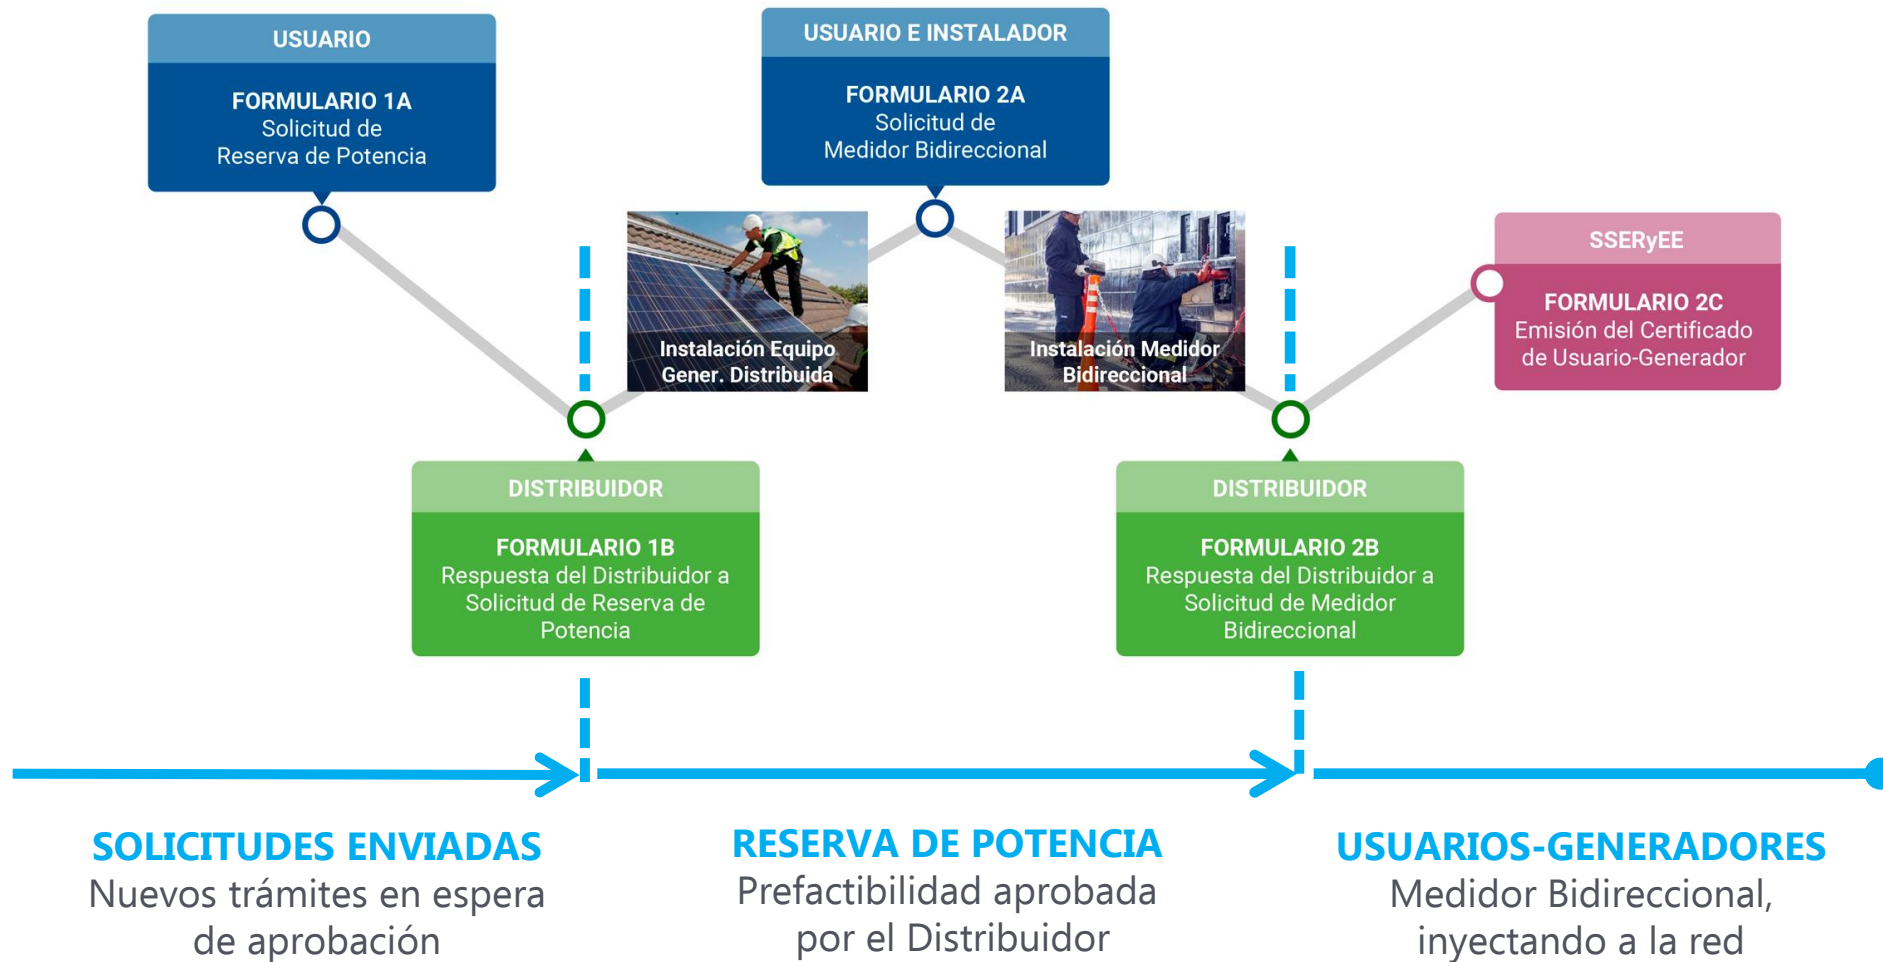 USUARIO
FORMULARIO 1A
Solicitud de
Reserva de Potencia
USUARIO E INSTALADOR
FORMULARIO 2A
Solicitud de
Medidor Bidireccional
Instalación Equipo
Gener. Distribuida
Instalación Medidor
Bidireccional
SSERyEE
FORMULARIO 2C
Emisión del Certificado
de Usuario-Generador
DISTRIBUIDOR
FORMULARIO 1B
Respuesta del Distribuidor a
Solicitud de Reserva de
Potencia
DISTRIBUIDOR
FORMULARIO 2B
Respuesta del Distribuidor a
Solicitud de Medidor
Bidireccional
SOLICITUDES ENVIADAS
Nuevos trámites en espera
de aprobación
RESERVA DE POTENCIA
Prefactibilidad aprobada
por el Distribuidor
USUARIOS-GENERADORES
Medidor Bidireccional,
inyectando a la red